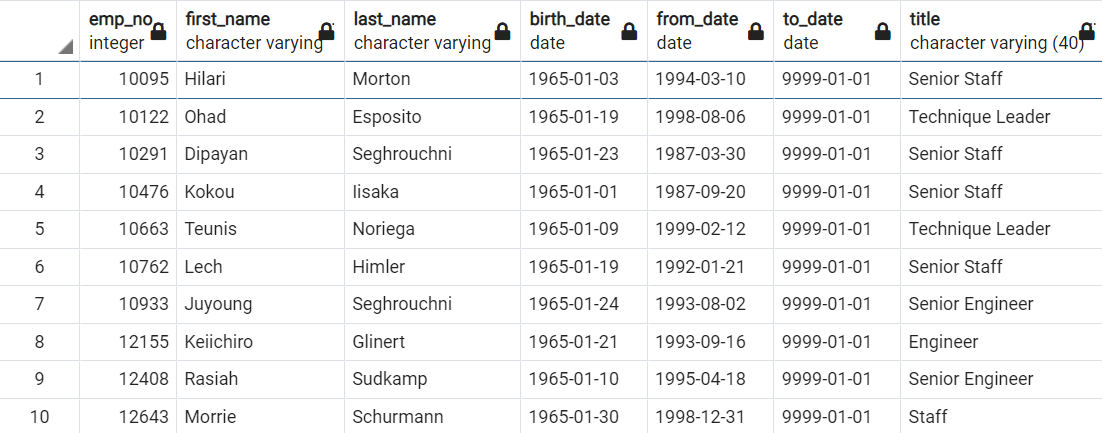 emp_no first_name last_name birth_date from_date to_date title
integer character varying character varying date date date character varying (40)
1 10095 Hilari Morton 1965-01-03 1994-03-10 9999-01-01 Senior Staff
2 10122 Ohad Esposito 1965-01-19 1998-08-06 9999-01-01 Technique Leader
3 10291 Dipayan Seghrouchni 1965-01-23 1987-03-30 9999-01-01 Senior Staff
4 10476 Kokou Iisaka 1965-01-01 1987-09-20 9999-01-01 Senior Staff
5 10663 Teunis Noriega 1965-01-09 1999-02-12 9999-01-01 Technique Leader
6 10762 Lech Himler 1965-01-19 1992-01-21 9999-01-01 Senior Staff
7 10933 Juyoung Seghrouchni 1965-01-24 1993-08-02 9999-01-01 Senior Engineer
8 12155 Keiichiro Glinert 1965-01-21 1993-09-16 9999-01-01 Engineer
9 12408 Rasiah Sudkamp 1965-01-10 1995-04-18 9999-01-01 Senior Engineer
10 12643 Morrie Schurmann 1965-01-30 1998-12-31 9999-01-01 Staff